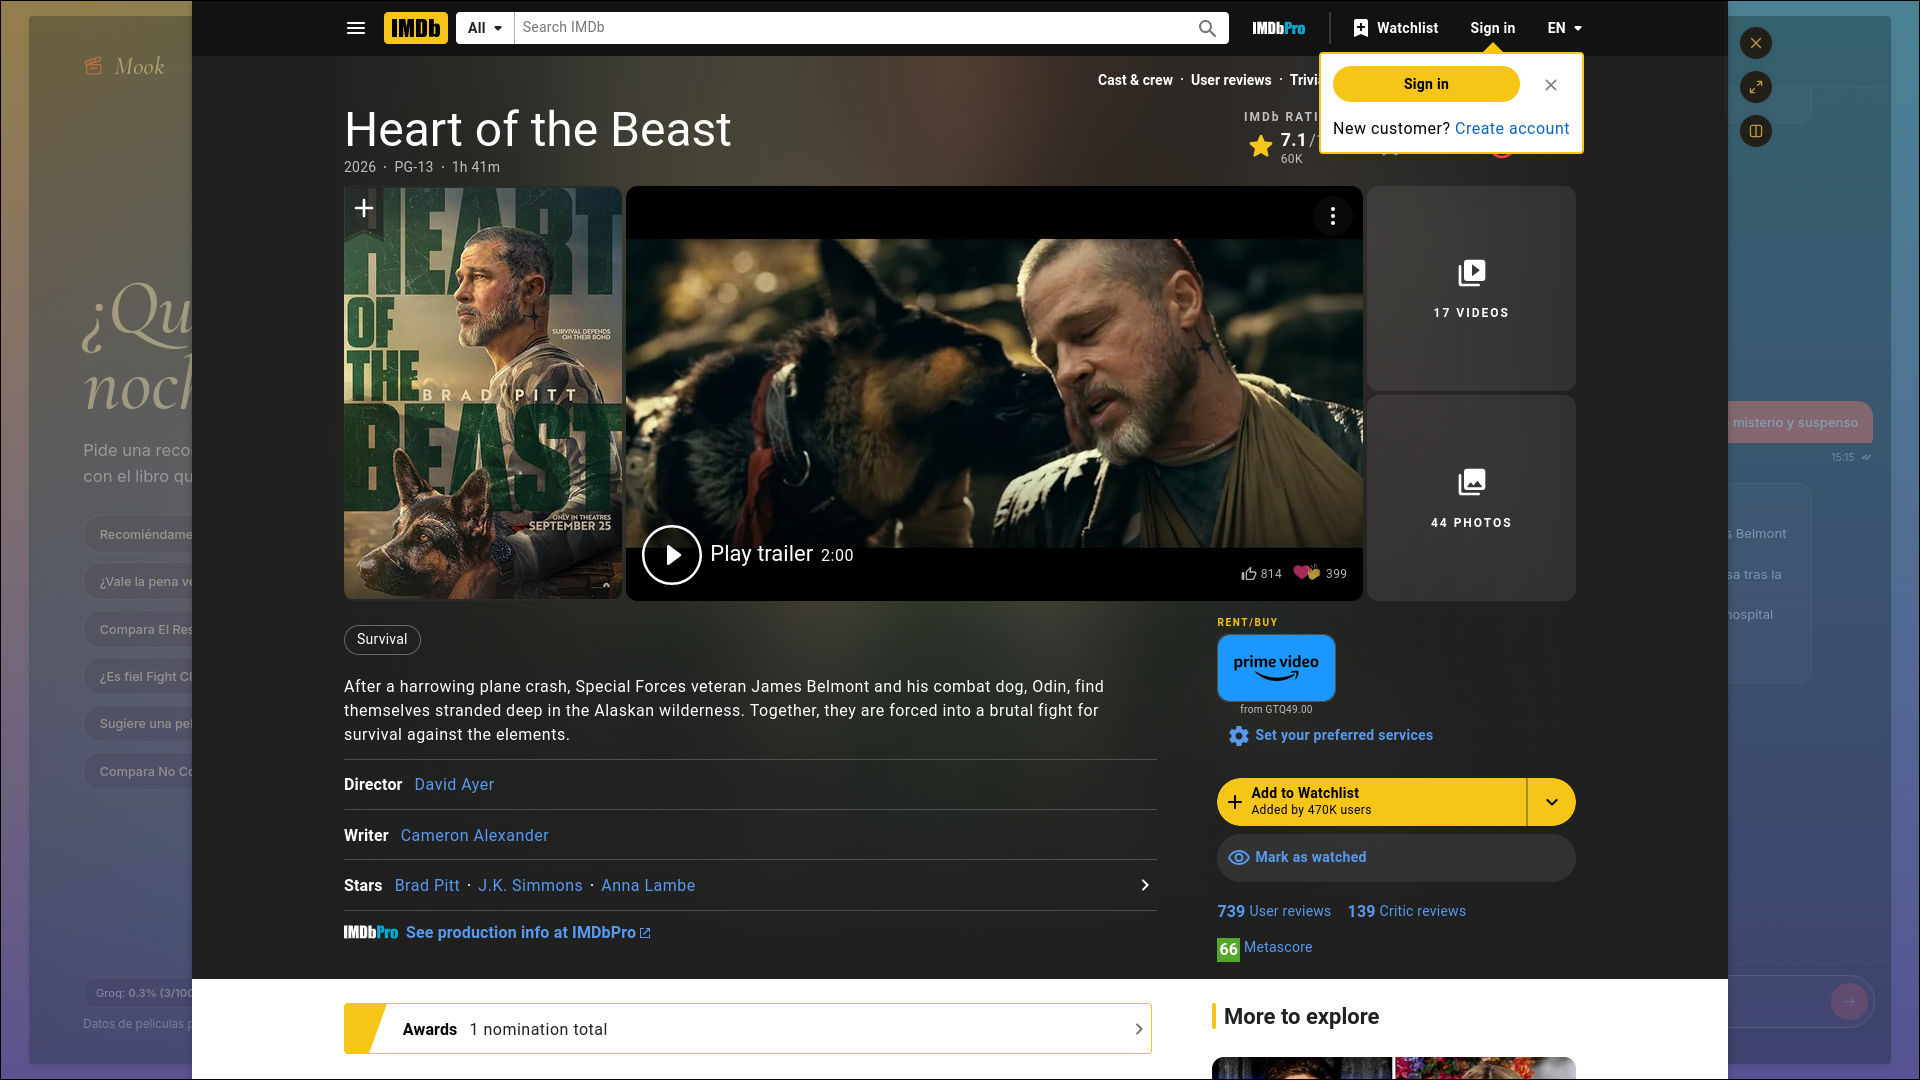 IMDb
All
Search IMDb
IMDbPro
Watchlist
Sign in
EN
Mook
Cast & crew · User reviews ·
Sign in
New customer? Create account
Heart of the Beast
2026 · PG-13 · 1h 41m
7.1
60K
HEART
OF
THE
BEAST
SURVIVAL DEPENDS
ON THEIR BOND
BRAD PITT
ONLY IN THEATRES
SEPTEMBER 25
Play trailer 2:00
814
399
17 VIDEOS
44 PHOTOS
misterio y suspenso
15:15
¿Qu
noch
Pide una reco
con el libro qu
Recomiéndame
¿Vale la pena ve
Compara El Res
¿Es fiel Fight Cl
Sugiere una pel
Compara No Co
Groq: 0.3% (3/100
Datos de películas p
s Belmont
sa tras la
hospital
Survival
After a harrowing plane crash, Special Forces veteran James Belmont and his combat dog, Odin, find
themselves stranded deep in the Alaskan wilderness. Together, they are forced into a brutal fight for
survival against the elements.
Director David Ayer
Writer Cameron Alexander
Stars Brad Pitt · J.K. Simmons · Anna Lambe
IMDbPro See production info at IMDbPro
RENT/BUY
prime video
from GTQ49.00
Set your preferred services
Add to Watchlist
Added by 470K users
Mark as watched
739 User reviews 139 Critic reviews
66 Metascore
Awards 1 nomination total
More to explore